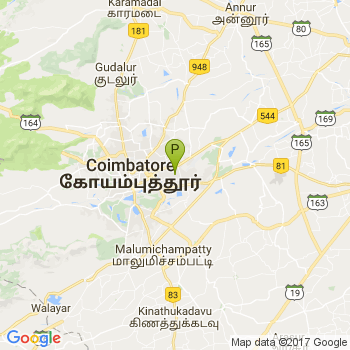 Karamadai
காரமடை
Annur
அன்னூர்
80
181
165
Gudalur
கூடலூர்
948
164
544
169
P
165
Coimbatore
கோயம்புத்தூர்
81
165
Malumichampatty
மாலுமிச்சம்பட்டி
19
83
Walayar
Kinathukadavu
கிணத்துக்கடவு
Google
Map data ©2017 Google